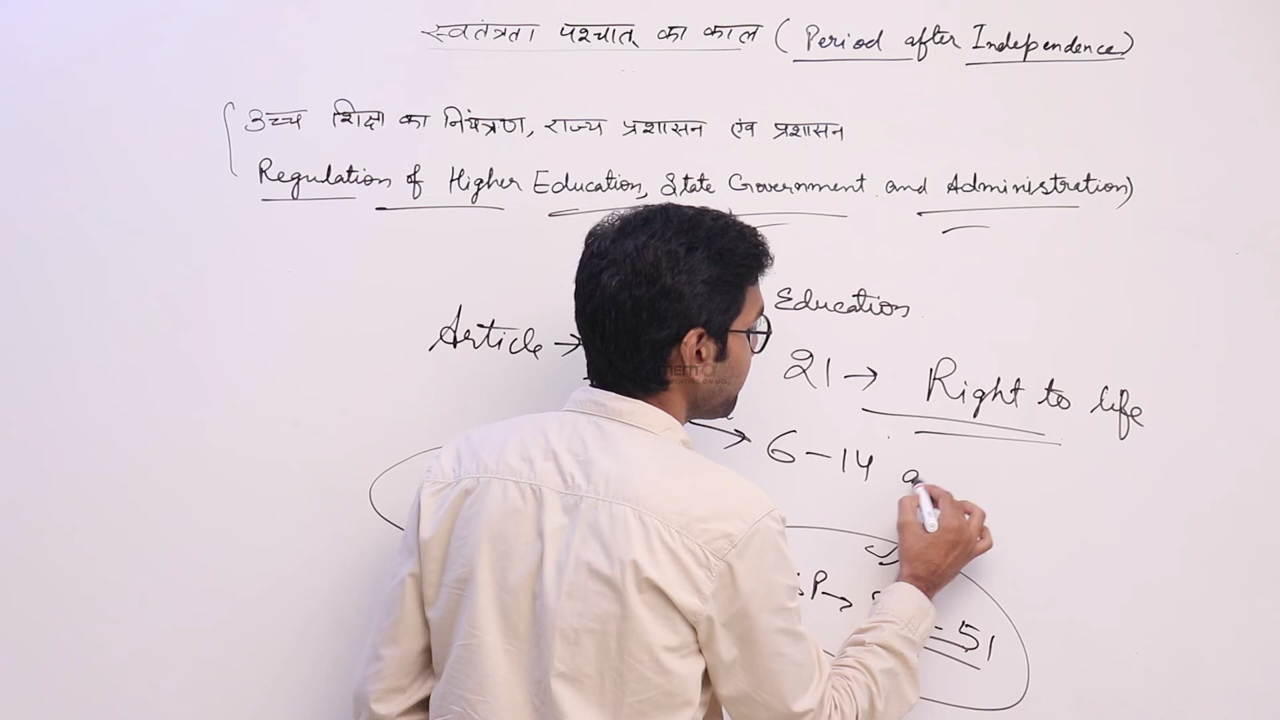 स्वतंत्रता पश्चात् का काल ( Period after Independence)
उच्च शिक्षा का नियंत्रण, राज्य प्रशासन एंव प्रशासन
Regulation of Higher Education, State Government and Administration)
Education
Article →
21 → Right to life
→ 6-14
P→
-51